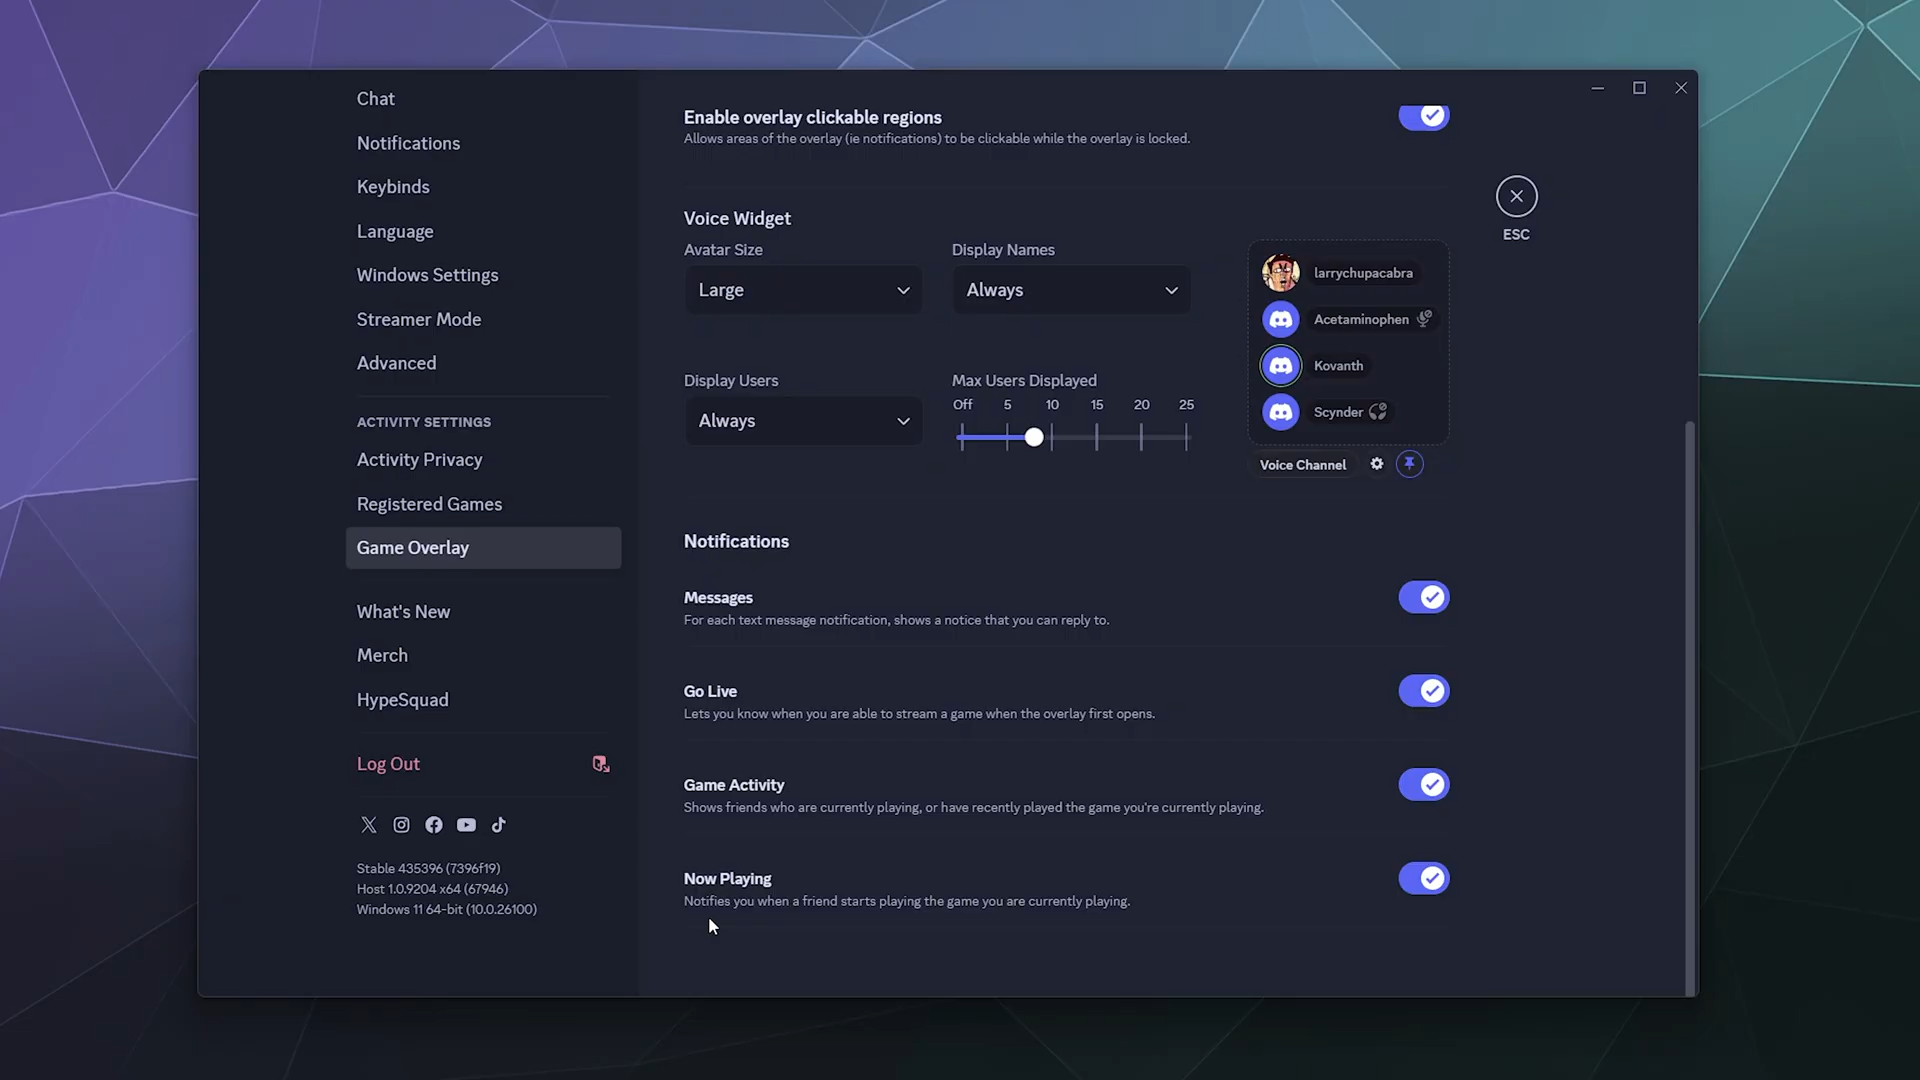 Chat
Notifications
Keybinds
Language
Windows Settings
Streamer Mode
Advanced
ACTIVITY SETTINGS
Activity Privacy
Registered Games
Game Overlay
What's New
Merch
HypeSquad
Log Out
Stable 435396 (7396f19)
Host 1.0.9204 x64 (67946)
Windows 11 64-bit (10.0.26100)
Enable overlay clickable regions
Allows areas of the overlay (ie notifications) to be clickable while the overlay is locked.
ESC
Voice Widget
Avatar Size
Large
Display Names
Always
Display Users
Always
Max Users Displayed
Off 5 10 15 20 25
larrychupacabra
Acetaminophen
Kovanth
Scynder
Voice Channel
Notifications
Messages
For each text message notification, shows a notice that you can reply to.
Go Live
Lets you know when you are able to stream a game when the overlay first opens.
Game Activity
Shows friends who are currently playing, or have recently played the game you're currently playing.
Now Playing
Notifies you when a friend starts playing the game you are currently playing.